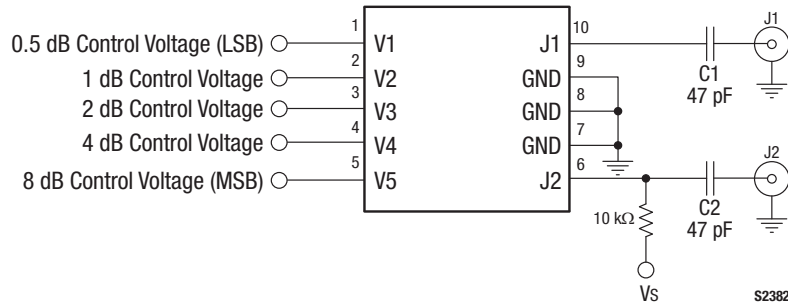 0.5 dB Control Voltage (LSB)
1
V1
1 dB Control Voltage
2
V2
2 dB Control Voltage
3
V3
4 dB Control Voltage
4
V4
8 dB Control Voltage (MSB)
5
V5
J1
10
GND
9
GND
8
GND
7
J2
6
C1
47 pF
J1
C2
47 pF
J2
10 kΩ
Vs
S2382